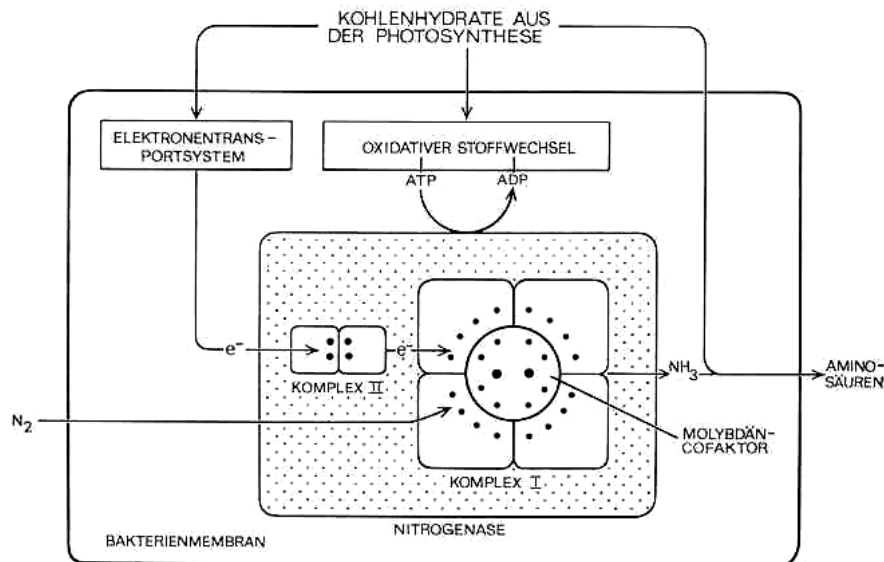 KOHLENHYDRATE AUS
DER PHOTOSYNTHESE
ELEKTRONENTRANS-
PORTSYSTEM
OXIDATIVER STOFFWECHSEL
ATP
ADP
e⁻
e⁻
KOMPLEX II
NH₃
AMINO-
SÄUREN
N₂
MOLYBDÄN-
COFAKTOR
KOMPLEX I
NITROGENASE
BAKTERIENMEMBRAN